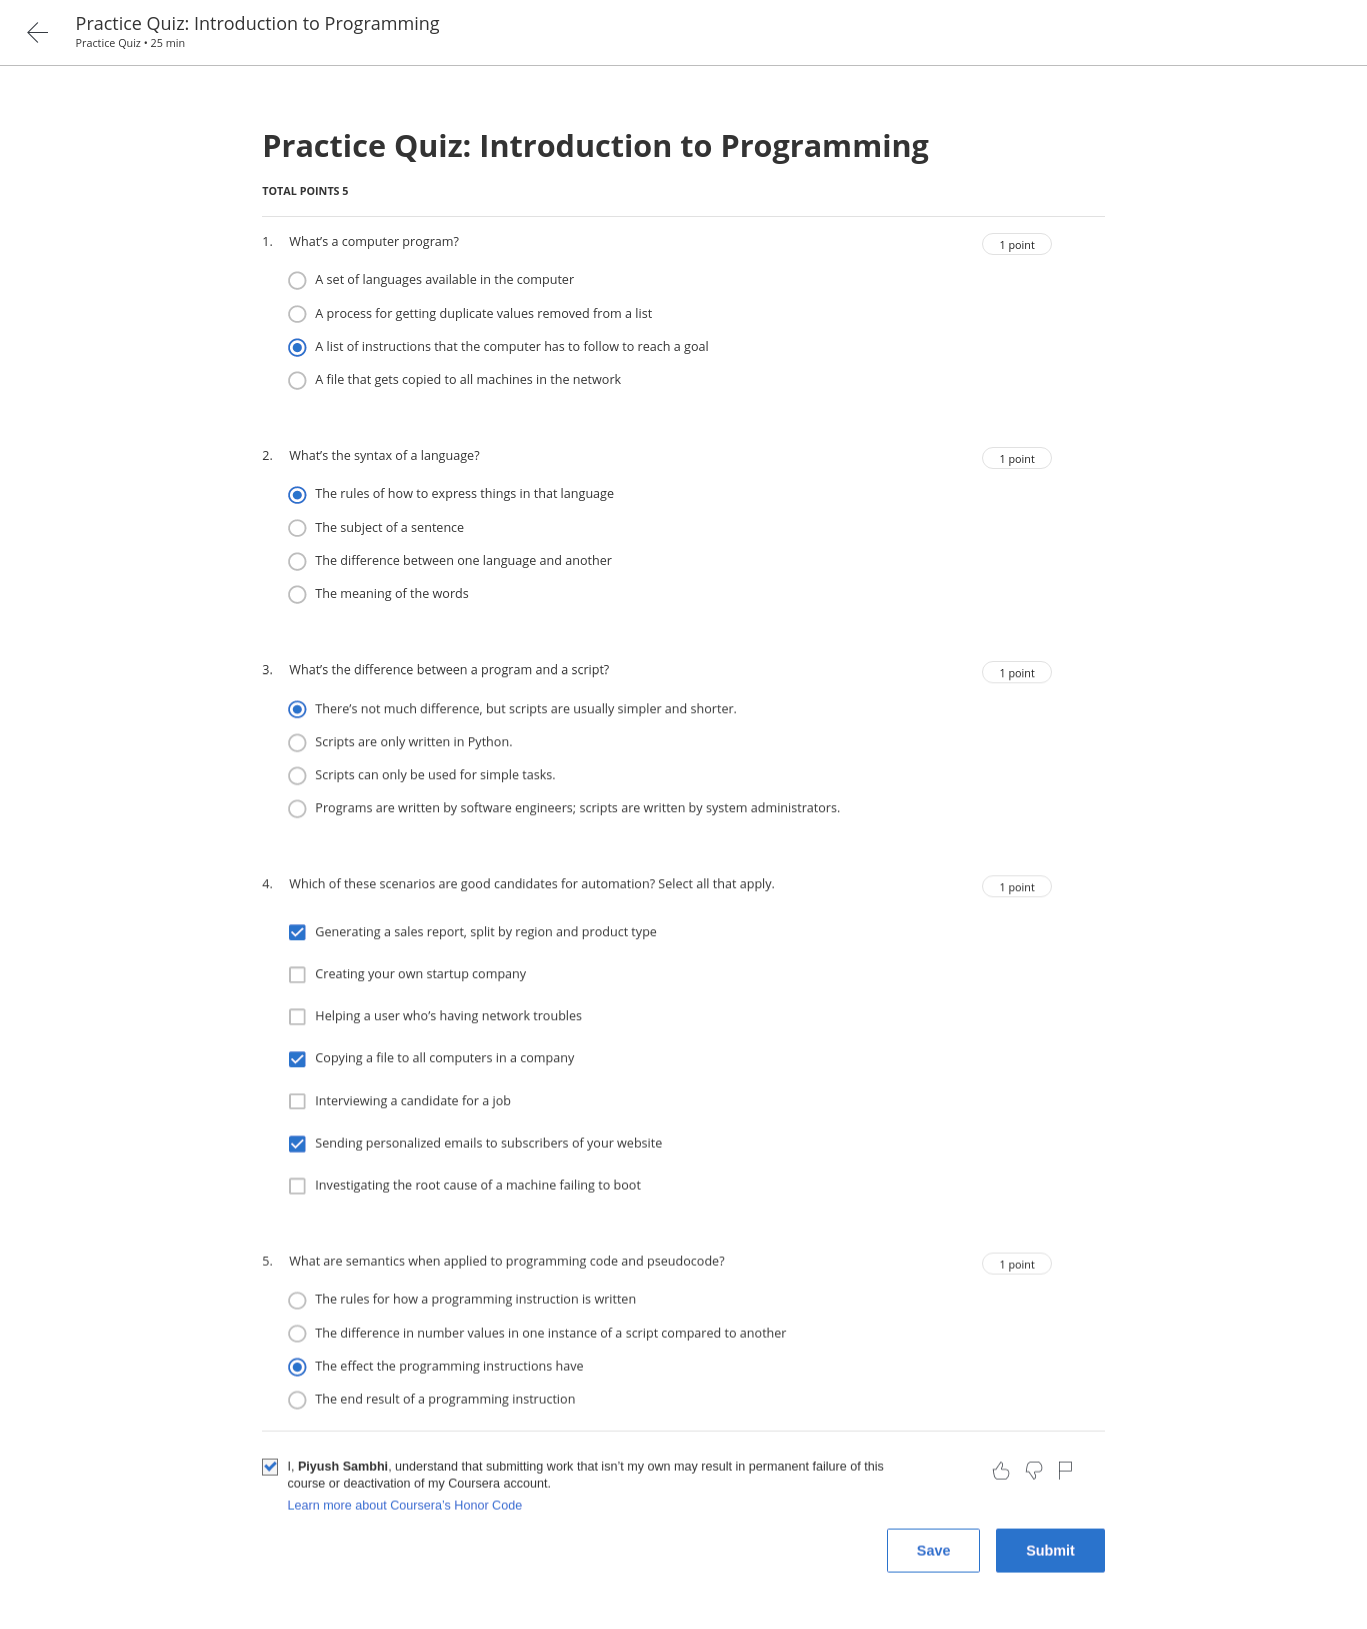 Practice Quiz: Introduction to Programming
Practice Quiz • 25 min
Practice Quiz: Introduction to Programming
TOTAL POINTS 5
1. What’s a computer program?
1 point
A set of languages available in the computer
A process for getting duplicate values removed from a list
A list of instructions that the computer has to follow to reach a goal
A file that gets copied to all machines in the network
2. What’s the syntax of a language?
1 point
The rules of how to express things in that language
The subject of a sentence
The difference between one language and another
The meaning of the words
3. What’s the difference between a program and a script?
1 point
There’s not much difference, but scripts are usually simpler and shorter.
Scripts are only written in Python.
Scripts can only be used for simple tasks.
Programs are written by software engineers; scripts are written by system administrators.
4. Which of these scenarios are good candidates for automation? Select all that apply.
1 point
Generating a sales report, split by region and product type
Creating your own startup company
Helping a user who’s having network troubles
Copying a file to all computers in a company
Interviewing a candidate for a job
Sending personalized emails to subscribers of your website
Investigating the root cause of a machine failing to boot
5. What are semantics when applied to programming code and pseudocode?
1 point
The rules for how a programming instruction is written
The difference in number values in one instance of a script compared to another
The effect the programming instructions have
The end result of a programming instruction
I, Piyush Sambhi, understand that submitting work that isn’t my own may result in permanent failure of this
course or deactivation of my Coursera account.
Learn more about Coursera’s Honor Code
Save
Submit